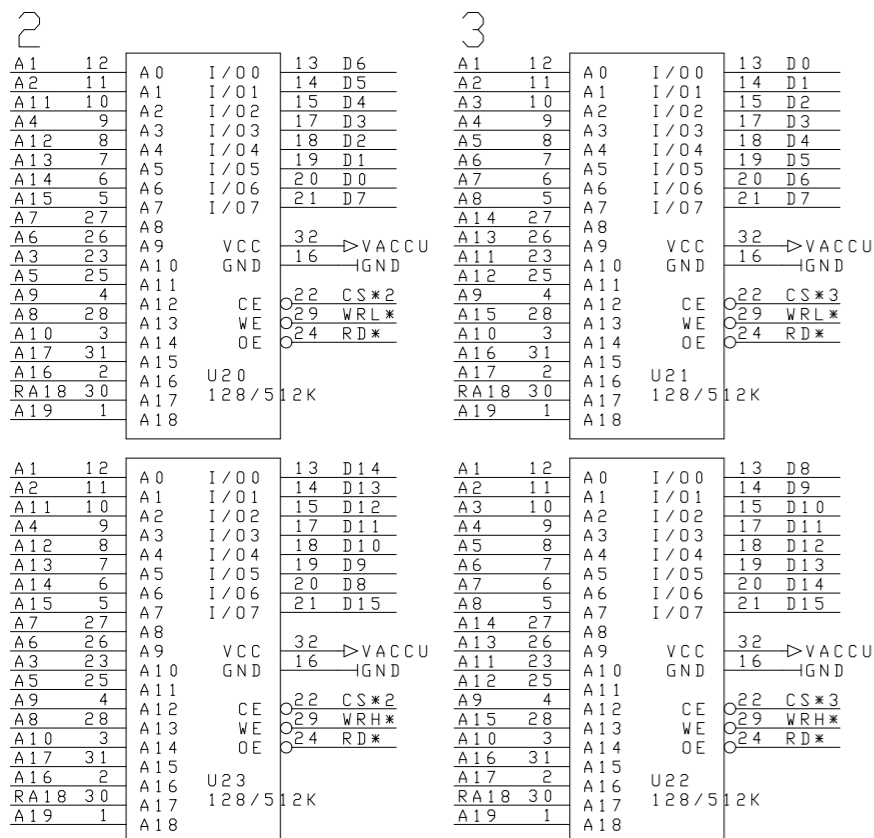 2
A1 12 A0 I/O0 13 D6
A2 11 A1 I/O1 14 D5
A11 10 A2 I/O2 15 D4
A4 9 A3 I/O3 17 D3
A12 8 A4 I/O4 18 D2
A13 7 A5 I/O5 19 D1
A14 6 A6 I/O6 20 D0
A15 5 A7 I/O7 21 D7
A7 27 A8
A6 26 A9 VCC 32 VACCU
A3 23 A10 GND 16 GND
A5 25 A11
A9 4 A12 CE 22 CS*2
A8 28 A13 WE 29 WRL*
A10 3 A14 OE 24 RD*
A17 31 A15
A16 2 A16 U20
RA18 30 A17 128/512K
A19 1 A18
3
A1 12 A0 I/O0 13 D0
A2 11 A1 I/O1 14 D1
A3 10 A2 I/O2 15 D2
A4 9 A3 I/O3 17 D3
A5 8 A4 I/O4 18 D4
A6 7 A5 I/O5 19 D5
A7 6 A6 I/O6 20 D6
A8 5 A7 I/O7 21 D7
A14 27 A8
A13 26 A9 VCC 32 VACCU
A11 23 A10 GND 16 GND
A12 25 A11
A9 4 A12 CE 22 CS*3
A15 28 A13 WE 29 WRL*
A10 3 A14 OE 24 RD*
A16 31 A15
A17 2 A16 U21
RA18 30 A17 128/512K
A19 1 A18
A1 12 A0 I/O0 13 D14
A2 11 A1 I/O1 14 D13
A11 10 A2 I/O2 15 D12
A4 9 A3 I/O3 17 D11
A12 8 A4 I/O4 18 D10
A13 7 A5 I/O5 19 D9
A14 6 A6 I/O6 20 D8
A15 5 A7 I/O7 21 D15
A7 27 A8
A6 26 A9 VCC 32 VACCU
A3 23 A10 GND 16 GND
A5 25 A11
A9 4 A12 CE 22 CS*2
A8 28 A13 WE 29 WRH*
A10 3 A14 OE 24 RD*
A17 31 A15
A16 2 A16 U23
RA18 30 A17 128/512K
A19 1 A18
A1 12 A0 I/O0 13 D8
A2 11 A1 I/O1 14 D9
A3 10 A2 I/O2 15 D10
A4 9 A3 I/O3 17 D11
A5 8 A4 I/O4 18 D12
A6 7 A5 I/O5 19 D13
A7 6 A6 I/O6 20 D14
A8 5 A7 I/O7 21 D15
A14 27 A8
A13 26 A9 VCC 32 VACCU
A11 23 A10 GND 16 GND
A12 25 A11
A9 4 A12 CE 22 CS*3
A15 28 A13 WE 29 WRH*
A10 3 A14 OE 24 RD*
A16 31 A15
A17 2 A16 U22
RA18 30 A17 128/512K
A19 1 A18